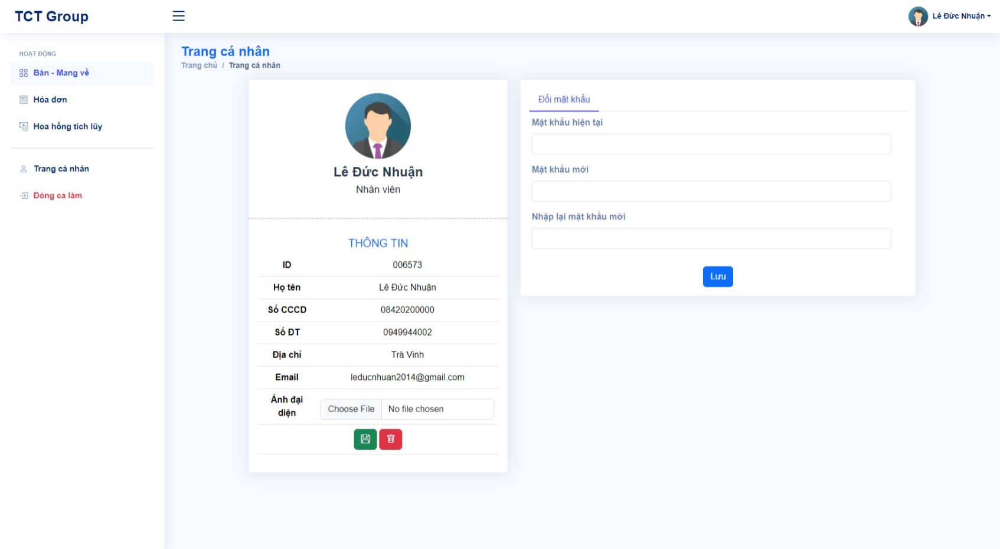 TCT Group
Lê Đức Nhuận
HOẠT ĐỘNG
Bàn - Mang về
Hóa đơn
Hoa hồng tích lũy
Trang cá nhân
Đóng ca làm
Trang cá nhân
Trang chủ / Trang cá nhân
Lê Đức Nhuận
Nhân viên
THÔNG TIN
ID 006573
Họ tên Lê Đức Nhuận
Số CCCD 08420200000
Số ĐT 0949944002
Địa chỉ Trà Vinh
Email leducnhuan2014@gmail.com
Ảnh đại
diện
Choose File No file chosen
Đổi mật khẩu
Mật khẩu hiện tại
Mật khẩu mới
Nhập lại mật khẩu mới
Lưu